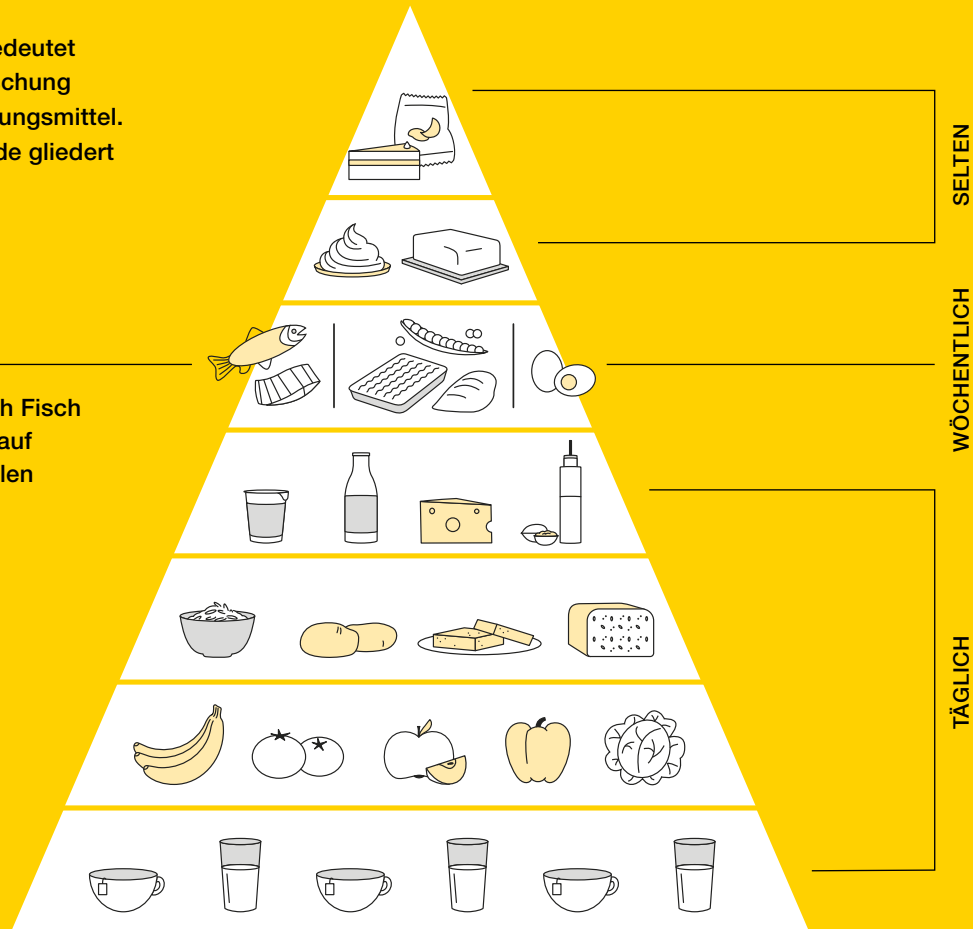 edeutet
chung
ungsmittel.
de gliedert
h Fisch
auf
len
SELTEN
WÖCHENTLICH
TÄGLICH